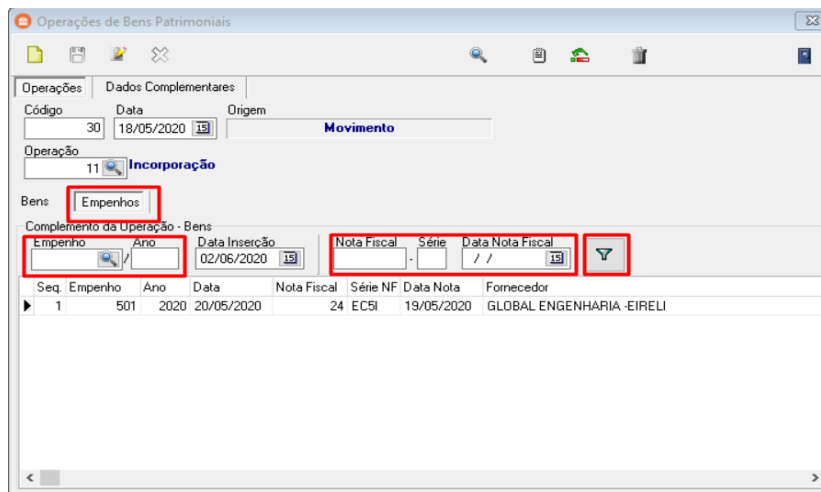 Operações de Bens Patrimoniais
Operações Dados Complementares
Código Data Origem
30 18/05/2020 15 Movimento
Operação
11 Incorporação
Bens Empenhos
Complemento da Operação - Bens
Empenho Ano Data Inserção Nota Fiscal Série Data Nota Fiscal
/ 02/06/2020 15 - / / 15
Seq. Empenho Ano Data Nota Fiscal Série NF Data Nota Fornecedor
1 501 2020 20/05/2020 24 EC5I 19/05/2020 GLOBAL ENGENHARIA -EIRELI